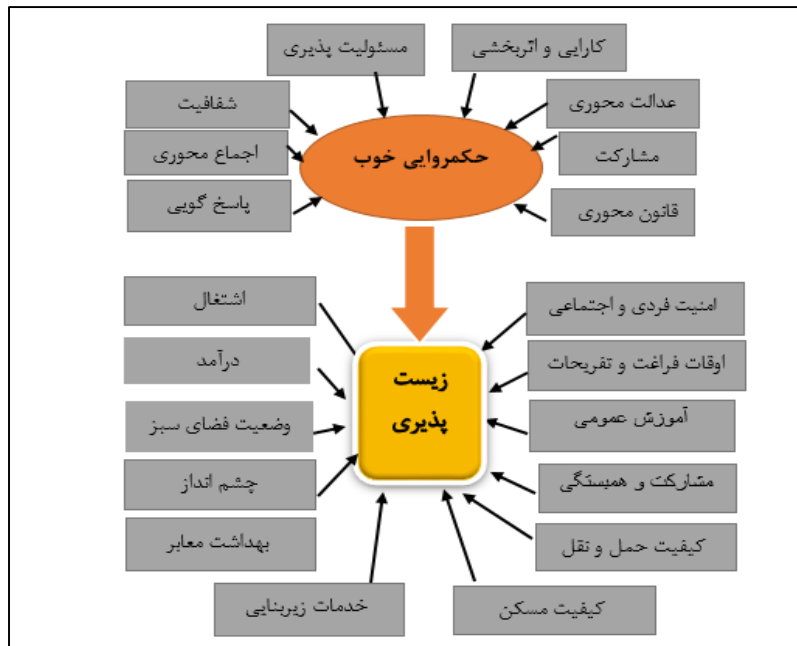 کارایی و اثربخشی
مسئولیت پذیری
عدالت محوری
شفافیت
مشارکت
اجماع محوری
حکمروایی خوب
قانون محوری
پاسخ گویی
امنیت فردی و اجتماعی
اشتغال
اوقات فراغت و تفریحات
درآمد
زیست
پذیری
آموزش عمومی
وضعیت فضای سبز
مشارکت و همبستگی
چشم انداز
کیفیت حمل و نقل
بهداشت معابر
کیفیت مسکن
خدمات زیربنایی